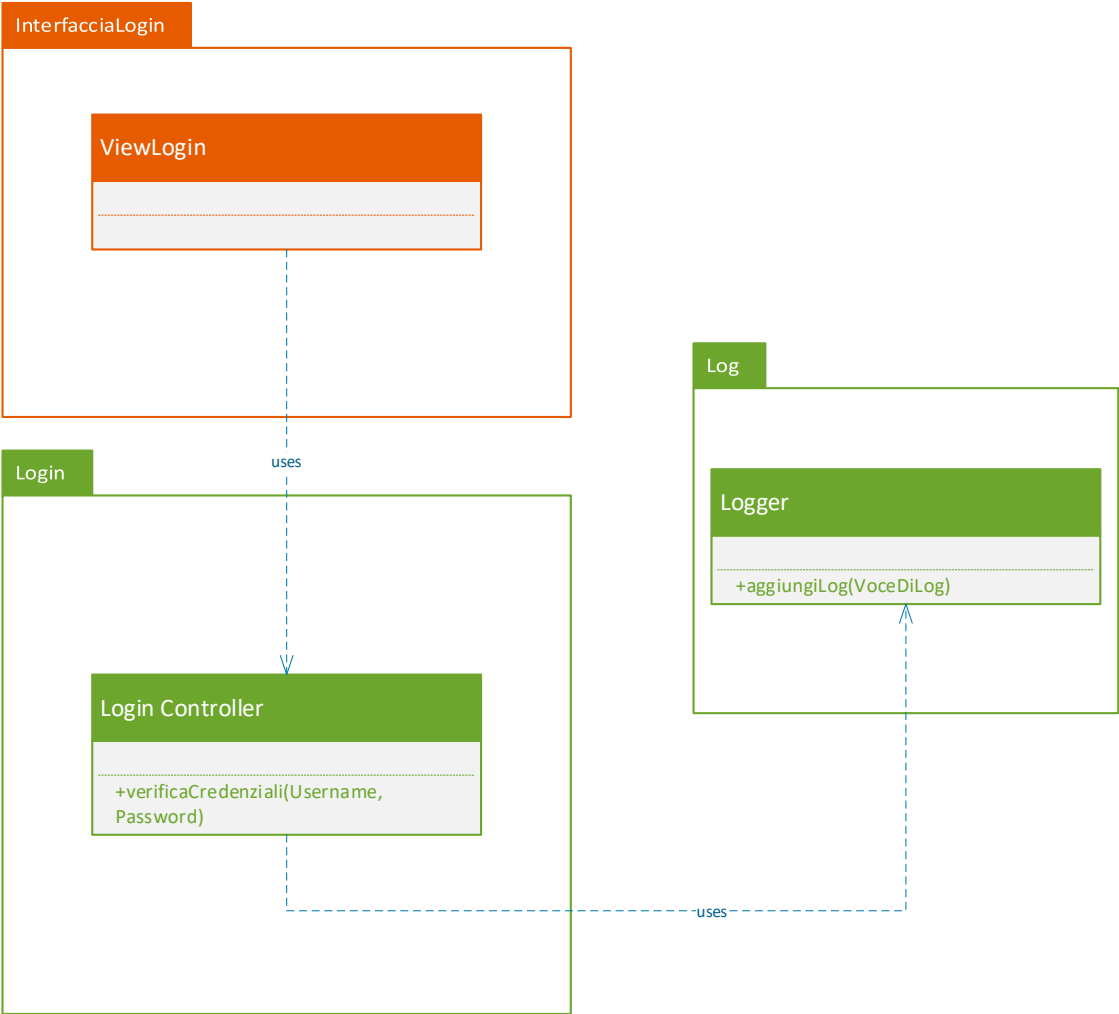 InterfacciaLogin
ViewLogin
uses
Login
Login Controller
+verificaCredenziali(Username,
Password)
uses
Log
Logger
+aggiungiLog(VoceDiLog)